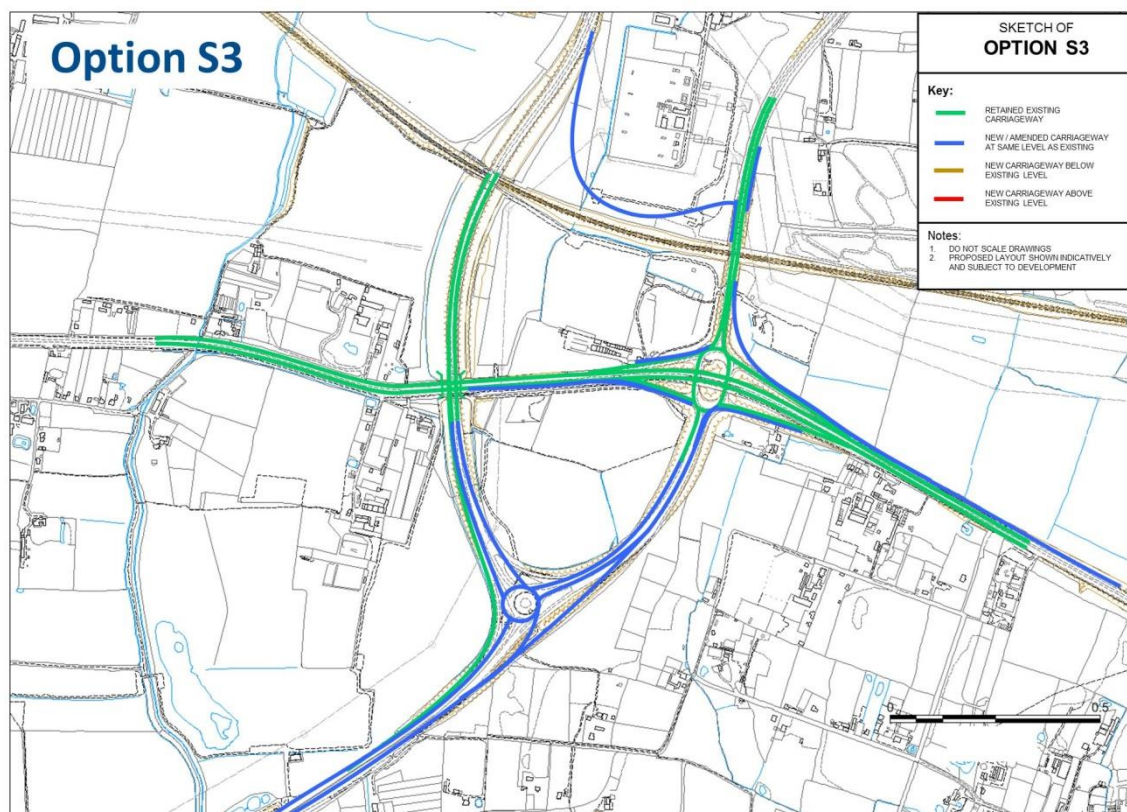 Option S3
SKETCH OF
OPTION S3
Key:
RETAINED EXISTING
CARRIAGEWAY
NEW / AMENDED CARRIAGEWAY
AT SAME LEVEL AS EXISTING
NEW CARRIAGEWAY BELOW
EXISTING LEVEL
NEW CARRIAGEWAY ABOVE
EXISTING LEVEL
Notes:
1. DO NOT SCALE DRAWINGS
2. PROPOSED LAYOUT SHOWN INDICATIVELY
AND SUBJECT TO DEVELOPMENT
0 0.5